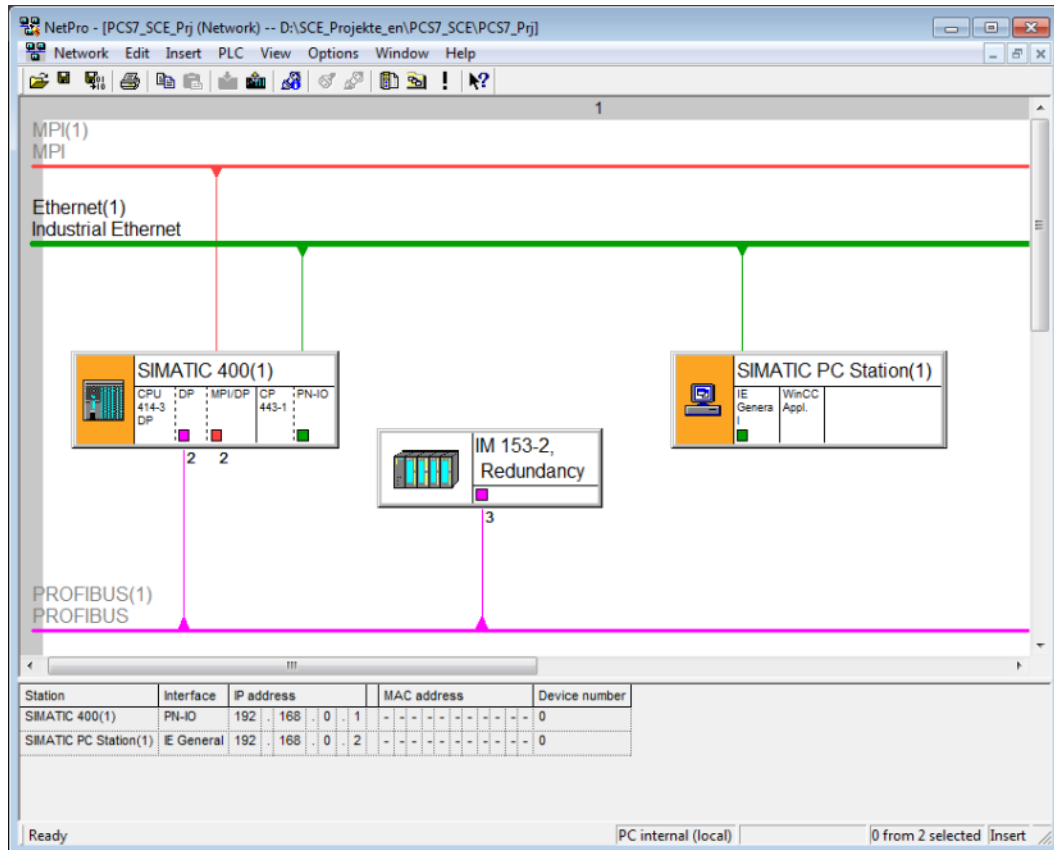 NetPro - [PCS7_SCE_Prj (Network) -- D:\SCE_Projekte_en\PCS7_SCE\PCS7_Prj]
Network Edit Insert PLC View Options Window Help
1
MPI(1)
MPI
Ethernet(1)
Industrial Ethernet
SIMATIC 400(1)
CPU 414-3 DP
DP
MPI/DP
CP 443-1
PN-IO
2 2
SIMATIC PC Station(1)
IE General
WinCC Appl.
IM 153-2,
Redundancy
3
PROFIBUS(1)
PROFIBUS
Station Interface IP address MAC address Device number
SIMATIC 400(1) PN-IO 192 . 168 . 0 . 1 - - - - - - - - - - - 0
SIMATIC PC Station(1) IE General 192 . 168 . 0 . 2 - - - - - - - - - - - 0
Ready PC internal (local) 0 from 2 selected Insert